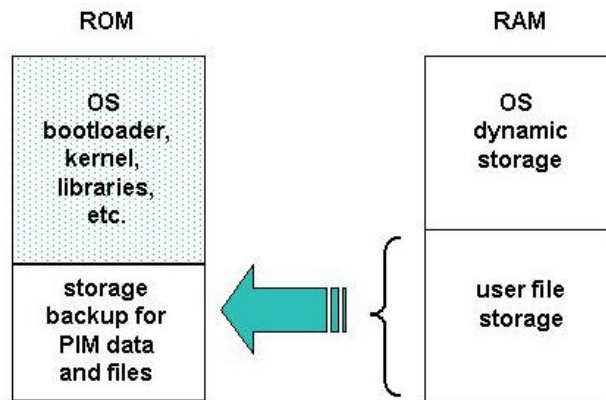 ROM
OS
bootloader,
kernel,
libraries,
etc.
storage
backup for
PIM data
and files
RAM
OS
dynamic
storage
user file
storage